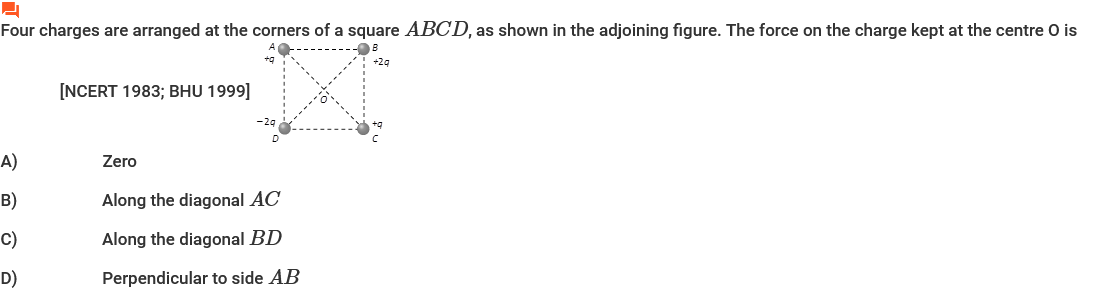 Four charges are arranged at the corners of a square ABCD, as shown in the adjoining figure. The force on the charge kept at the centre O is
A B
+q +2q
[NCERT 1983; BHU 1999]
O
−2q +q
D C
A) Zero
B) Along the diagonal AC
C) Along the diagonal BD
D) Perpendicular to side AB